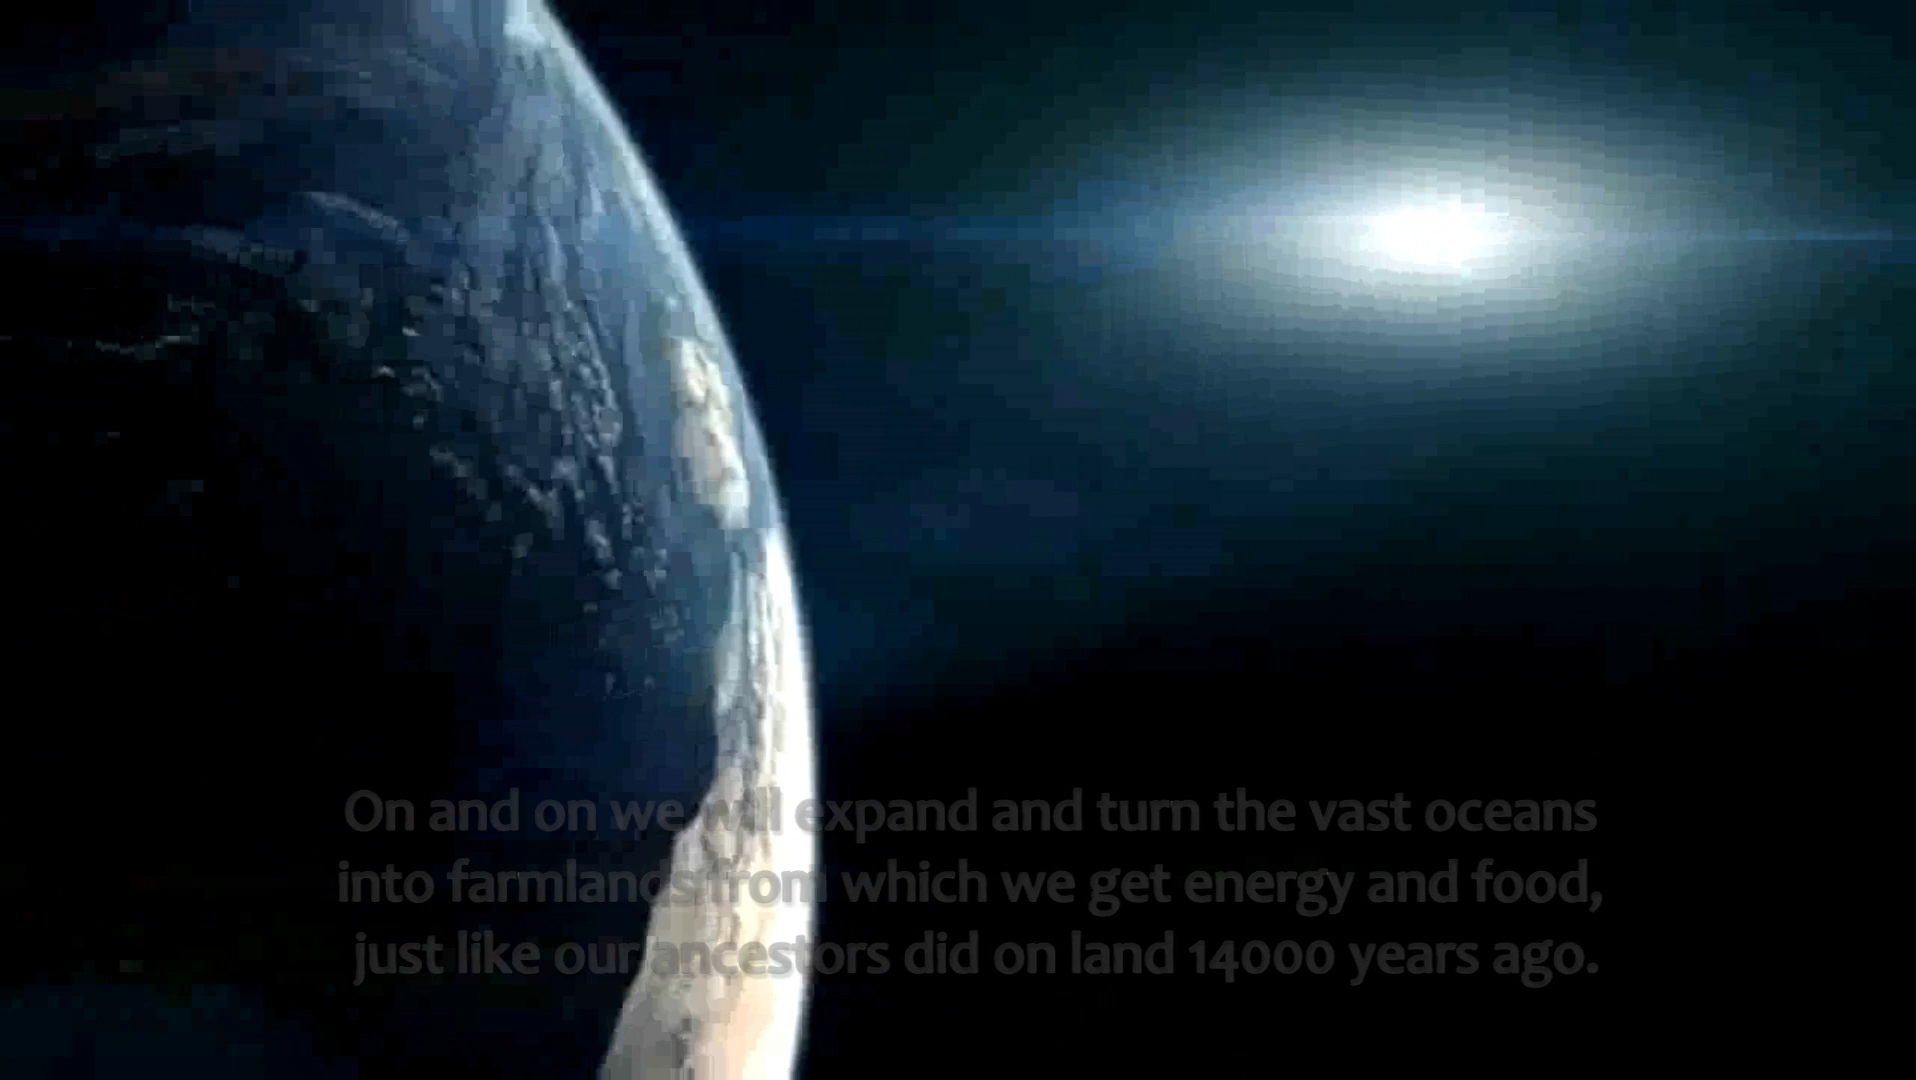 On and on we will expand and turn the vast oceans
into farmlands from which we get energy and food,
just like our ancestors did on land 14000 years ago.